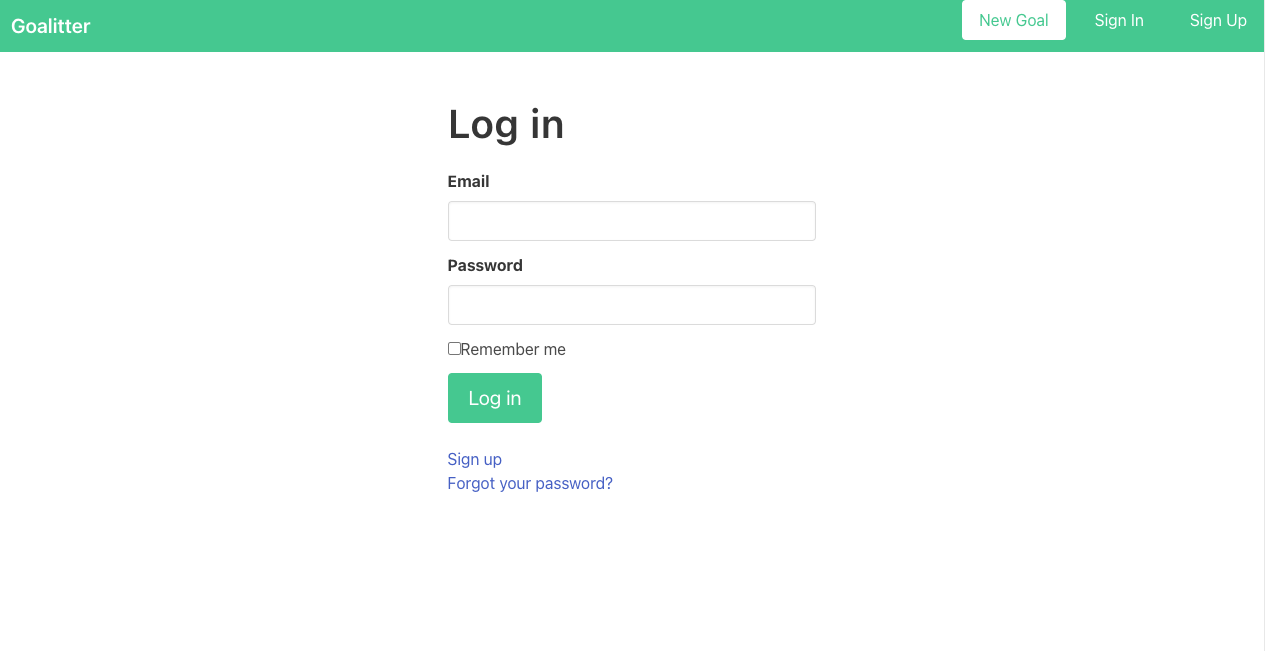 Goalitter
New Goal
Sign In
Sign Up
Log in
Email
Password
Remember me
Log in
Sign up
Forgot your password?